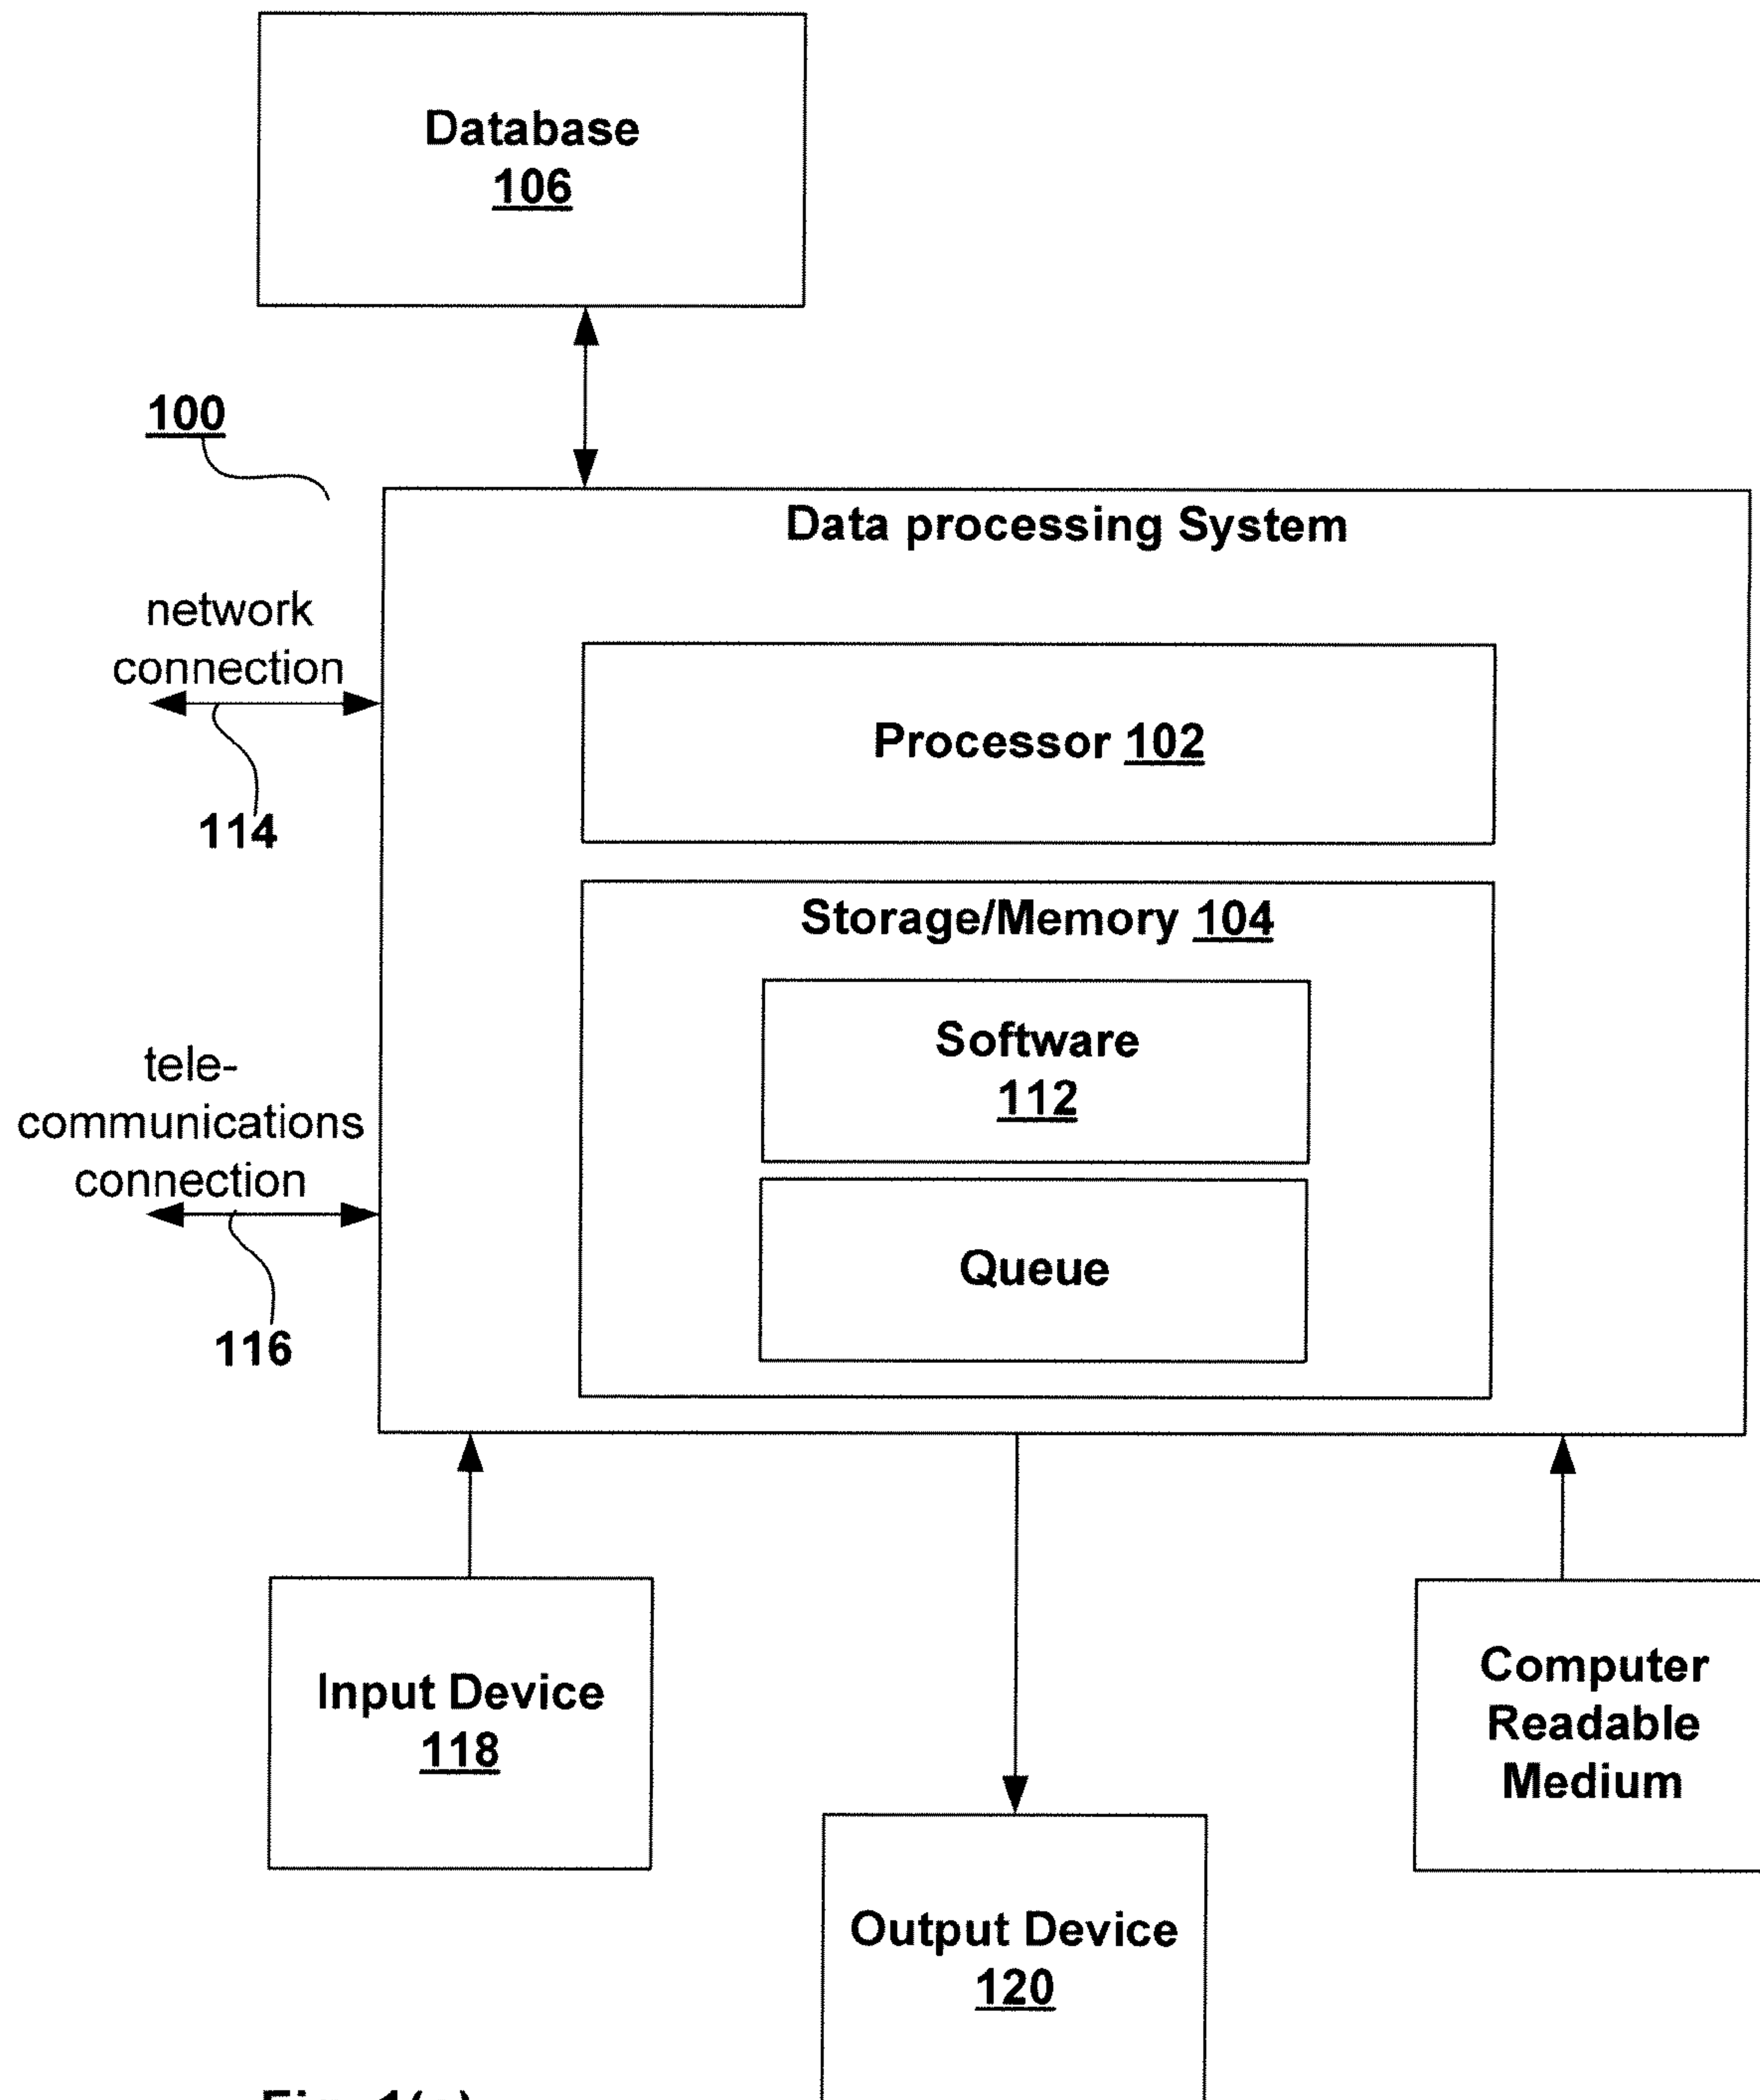 Database
106
100
Data processing System
network
connection
114
Processor 102
Storage/Memory 104
Software
112
tele-
communications
connection
116
Queue
Input Device
118
Computer
Readable
Medium
Output Device
120